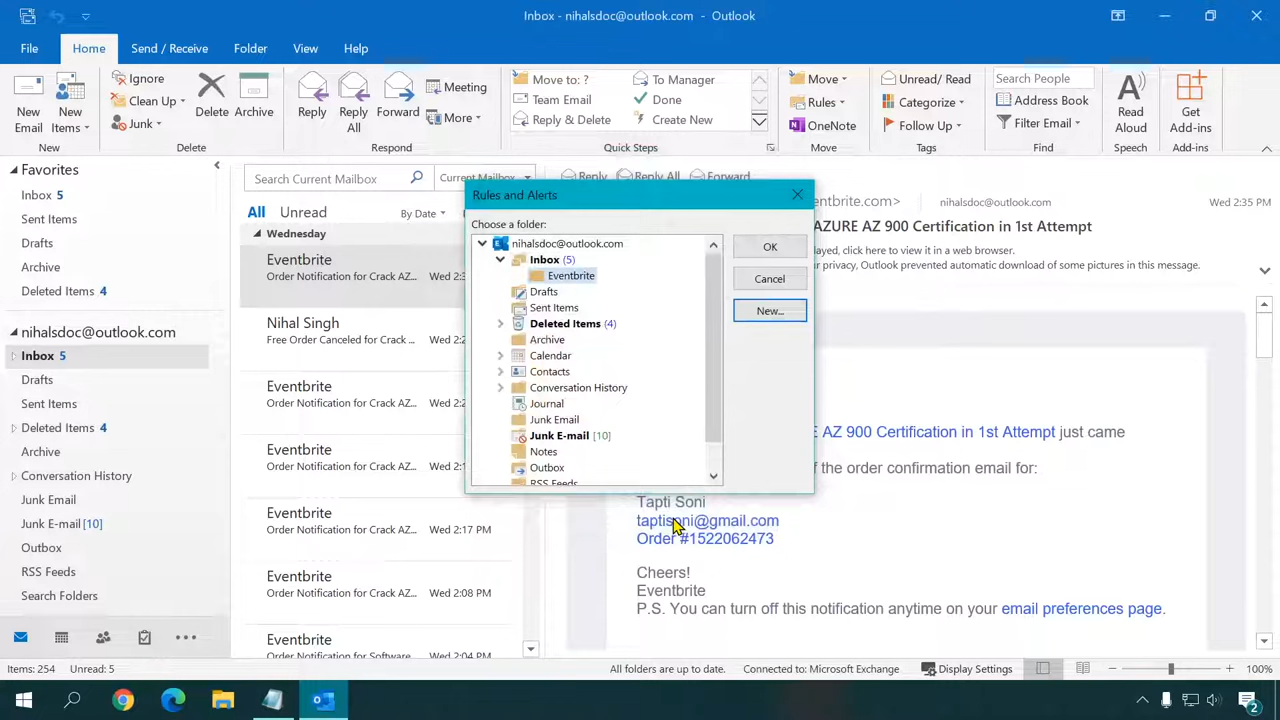 Inbox - nihalsdoc@outlook.com - Outlook
File
Home
Send / Receive
Folder
View
Help
New
Email
New
Items
New
Ignore
Clean Up
Junk
Delete
Archive
Delete
Reply
Reply
All
Forward
Meeting
More
Respond
Move to: ?
Team Email
Reply & Delete
To Manager
Done
Create New
Quick Steps
Move
Rules
OneNote
Move
Unread/ Read
Categorize
Follow Up
Tags
Search People
Address Book
Filter Email
Find
Read
Aloud
Speech
Get
Add-ins
Add-ins
Favorites
Inbox 5
Sent Items
Drafts
Archive
Deleted Items 4
nihalsdoc@outlook.com
Inbox 5
Drafts
Sent Items
Deleted Items 4
Archive
Conversation History
Junk Email
Junk E-mail [10]
Outbox
RSS Feeds
Search Folders
Search Current Mailbox
Current Mailbox
All
Unread
By Date
Wednesday
Eventbrite
Order Notification for Crack AZ...
Wed 2:3
Nihal Singh
Free Order Canceled for Crack ...
Wed 2:2
Eventbrite
Order Notification for Crack AZ...
Wed 2:2
Eventbrite
Order Notification for Crack AZ...
Wed 2:1
Eventbrite
Order Notification for Crack AZ...
Wed 2:17 PM
Eventbrite
Order Notification for Crack AZ...
Wed 2:08 PM
Eventbrite
Order Notification for Software
Wed 2:04 PM
Reply
Reply All
Forward
Rules and Alerts
Choose a folder:
nihalsdoc@outlook.com
Inbox (5)
Eventbrite
Drafts
Sent Items
Deleted Items (4)
Archive
Calendar
Contacts
Conversation History
Journal
Junk Email
Junk E-mail [10]
Notes
Outbox
RSS Feeds
OK
Cancel
New...
eventbrite.com>
nihalsdoc@outlook.com
Wed 2:35 PM
AZURE AZ 900 Certification in 1st Attempt
played, click here to view it in a web browser.
ur privacy, Outlook prevented automatic download of some pictures in this message.
AZ 900 Certification in 1st Attempt just came
of the order confirmation email for:
Tapti Soni
taptisoni@gmail.com
Order #1522062473
Cheers!
Eventbrite
P.S. You can turn off this notification anytime on your email preferences page.
Items: 254
Unread: 5
All folders are up to date.
Connected to: Microsoft Exchange
Display Settings
100%
2